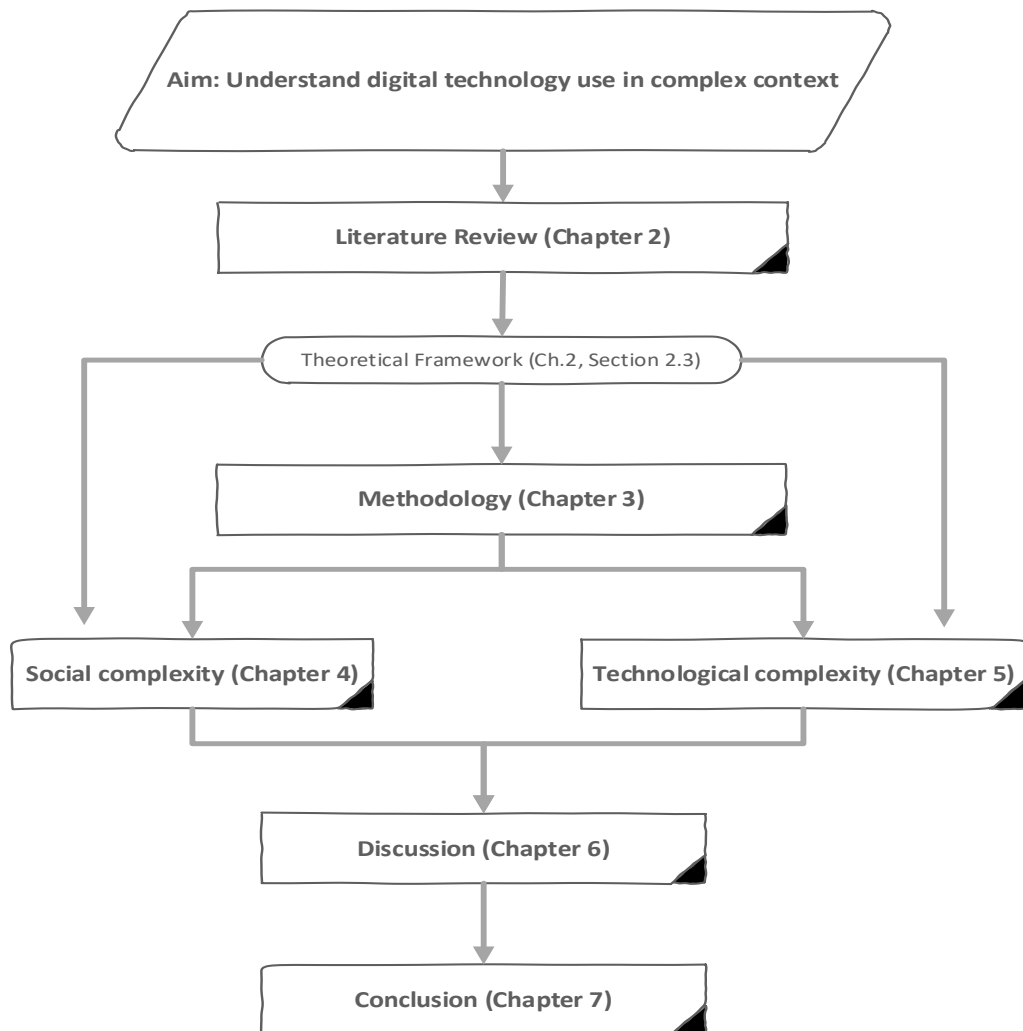 Aim: Understand digital technology use in complex context
Literature Review (Chapter 2)
Theoretical Framework (Ch.2, Section 2.3)
Methodology (Chapter 3)
Social complexity (Chapter 4)
Technological complexity (Chapter 5)
Discussion (Chapter 6)
Conclusion (Chapter 7)